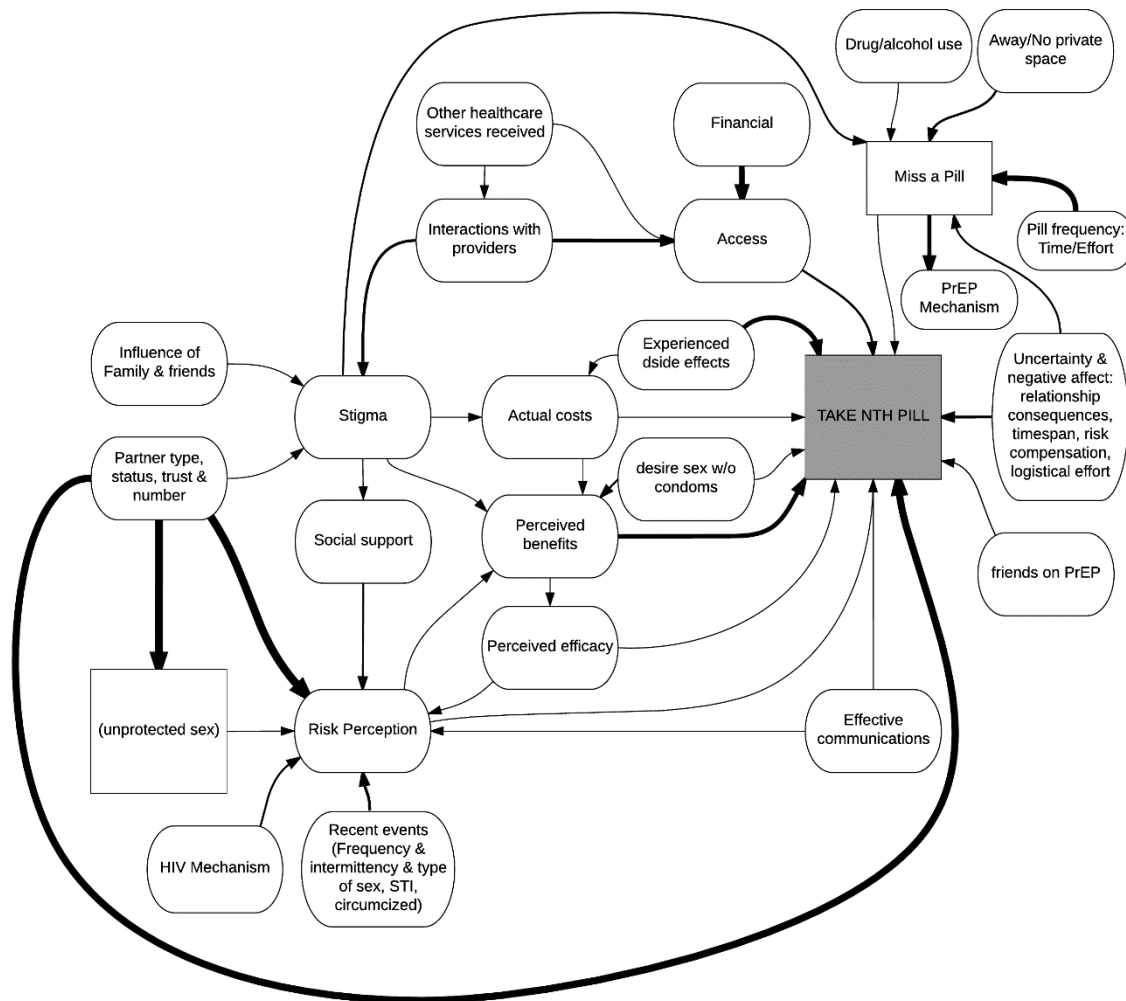 Drug/alcohol use
Away/No private
space
Other healthcare
services received
Financial
Miss a Pill
Interactions with
providers
Access
Pill frequency:
Time/Effort
PrEP
Mechanism
Influence of
Family & friends
Experienced
dside effects
Uncertainty &
negative affect:
relationship
consequences,
timespan, risk
compensation,
logistical effort
Stigma
Actual costs
TAKE NTH PILL
Partner type,
status, trust &
number
desire sex w/o
condoms
Social support
Perceived
benefits
friends on PrEP
Perceived efficacy
(unprotected sex)
Risk Perception
Effective
communications
HIV Mechanism
Recent events
(Frequency &
intermittency & type
of sex, STI,
circumcized)